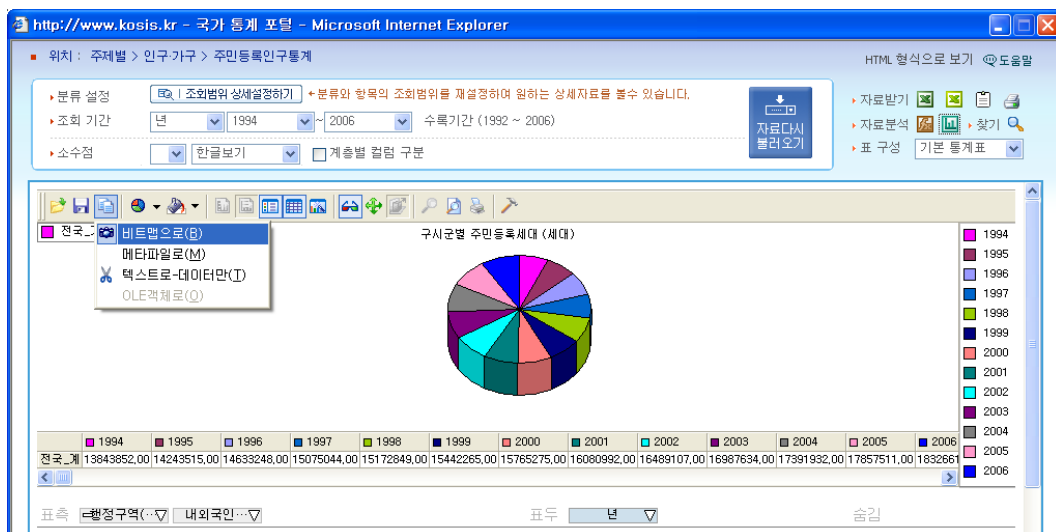 http://www.kosis.kr - 국가 통계 포털 - Microsoft Internet Explorer
위치 : 주제별 > 인구·가구 > 주민등록인구통계
HTML 형식으로 보기 도움말
분류 설정 조회범위 상세설정하기 분류와 항목의 조회범위를 재설정하여 원하는 상세자료를 볼수 있습니다.
조회 기간 년 1994 ~ 2006 수록기간 (1992 ~ 2006)
소수점 한글보기 계층별 컬럼 구분
자료다시
불러오기
자료받기
자료분석 찾기
표 구성 기본 통계표
전국_
비트맵으로(B)
메타파일로(M)
텍스트로-데이터만(T)
OLE객체로(O)
구시군별 주민등록세대 (세대)
1994
1995
1996
1997
1998
1999
2000
2001
2002
2003
2004
2005
2006
1994 1995 1996 1997 1998 1999 2000 2001 2002 2003 2004 2005 2006
전국_계 13843852,00 14243515,00 14633248,00 15075044,00 15172849,00 15442265,00 15765275,00 16080992,00 16489107,00 16987634,00 17391932,00 17857511,00 1832661
표측 행정구역(··· 내외국인··· 표두 년 숨김